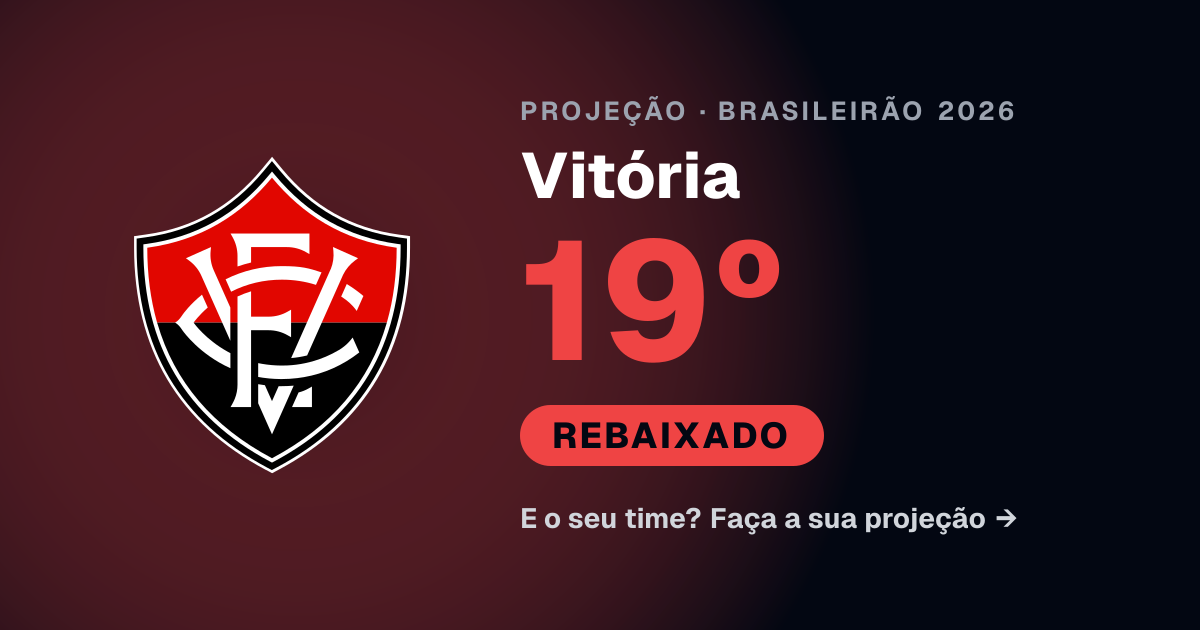 PROJEÇÃO · BRASILEIRÃO 2026
Vitória
19º
REBAIXADO
E o seu time? Faça a sua projeção →